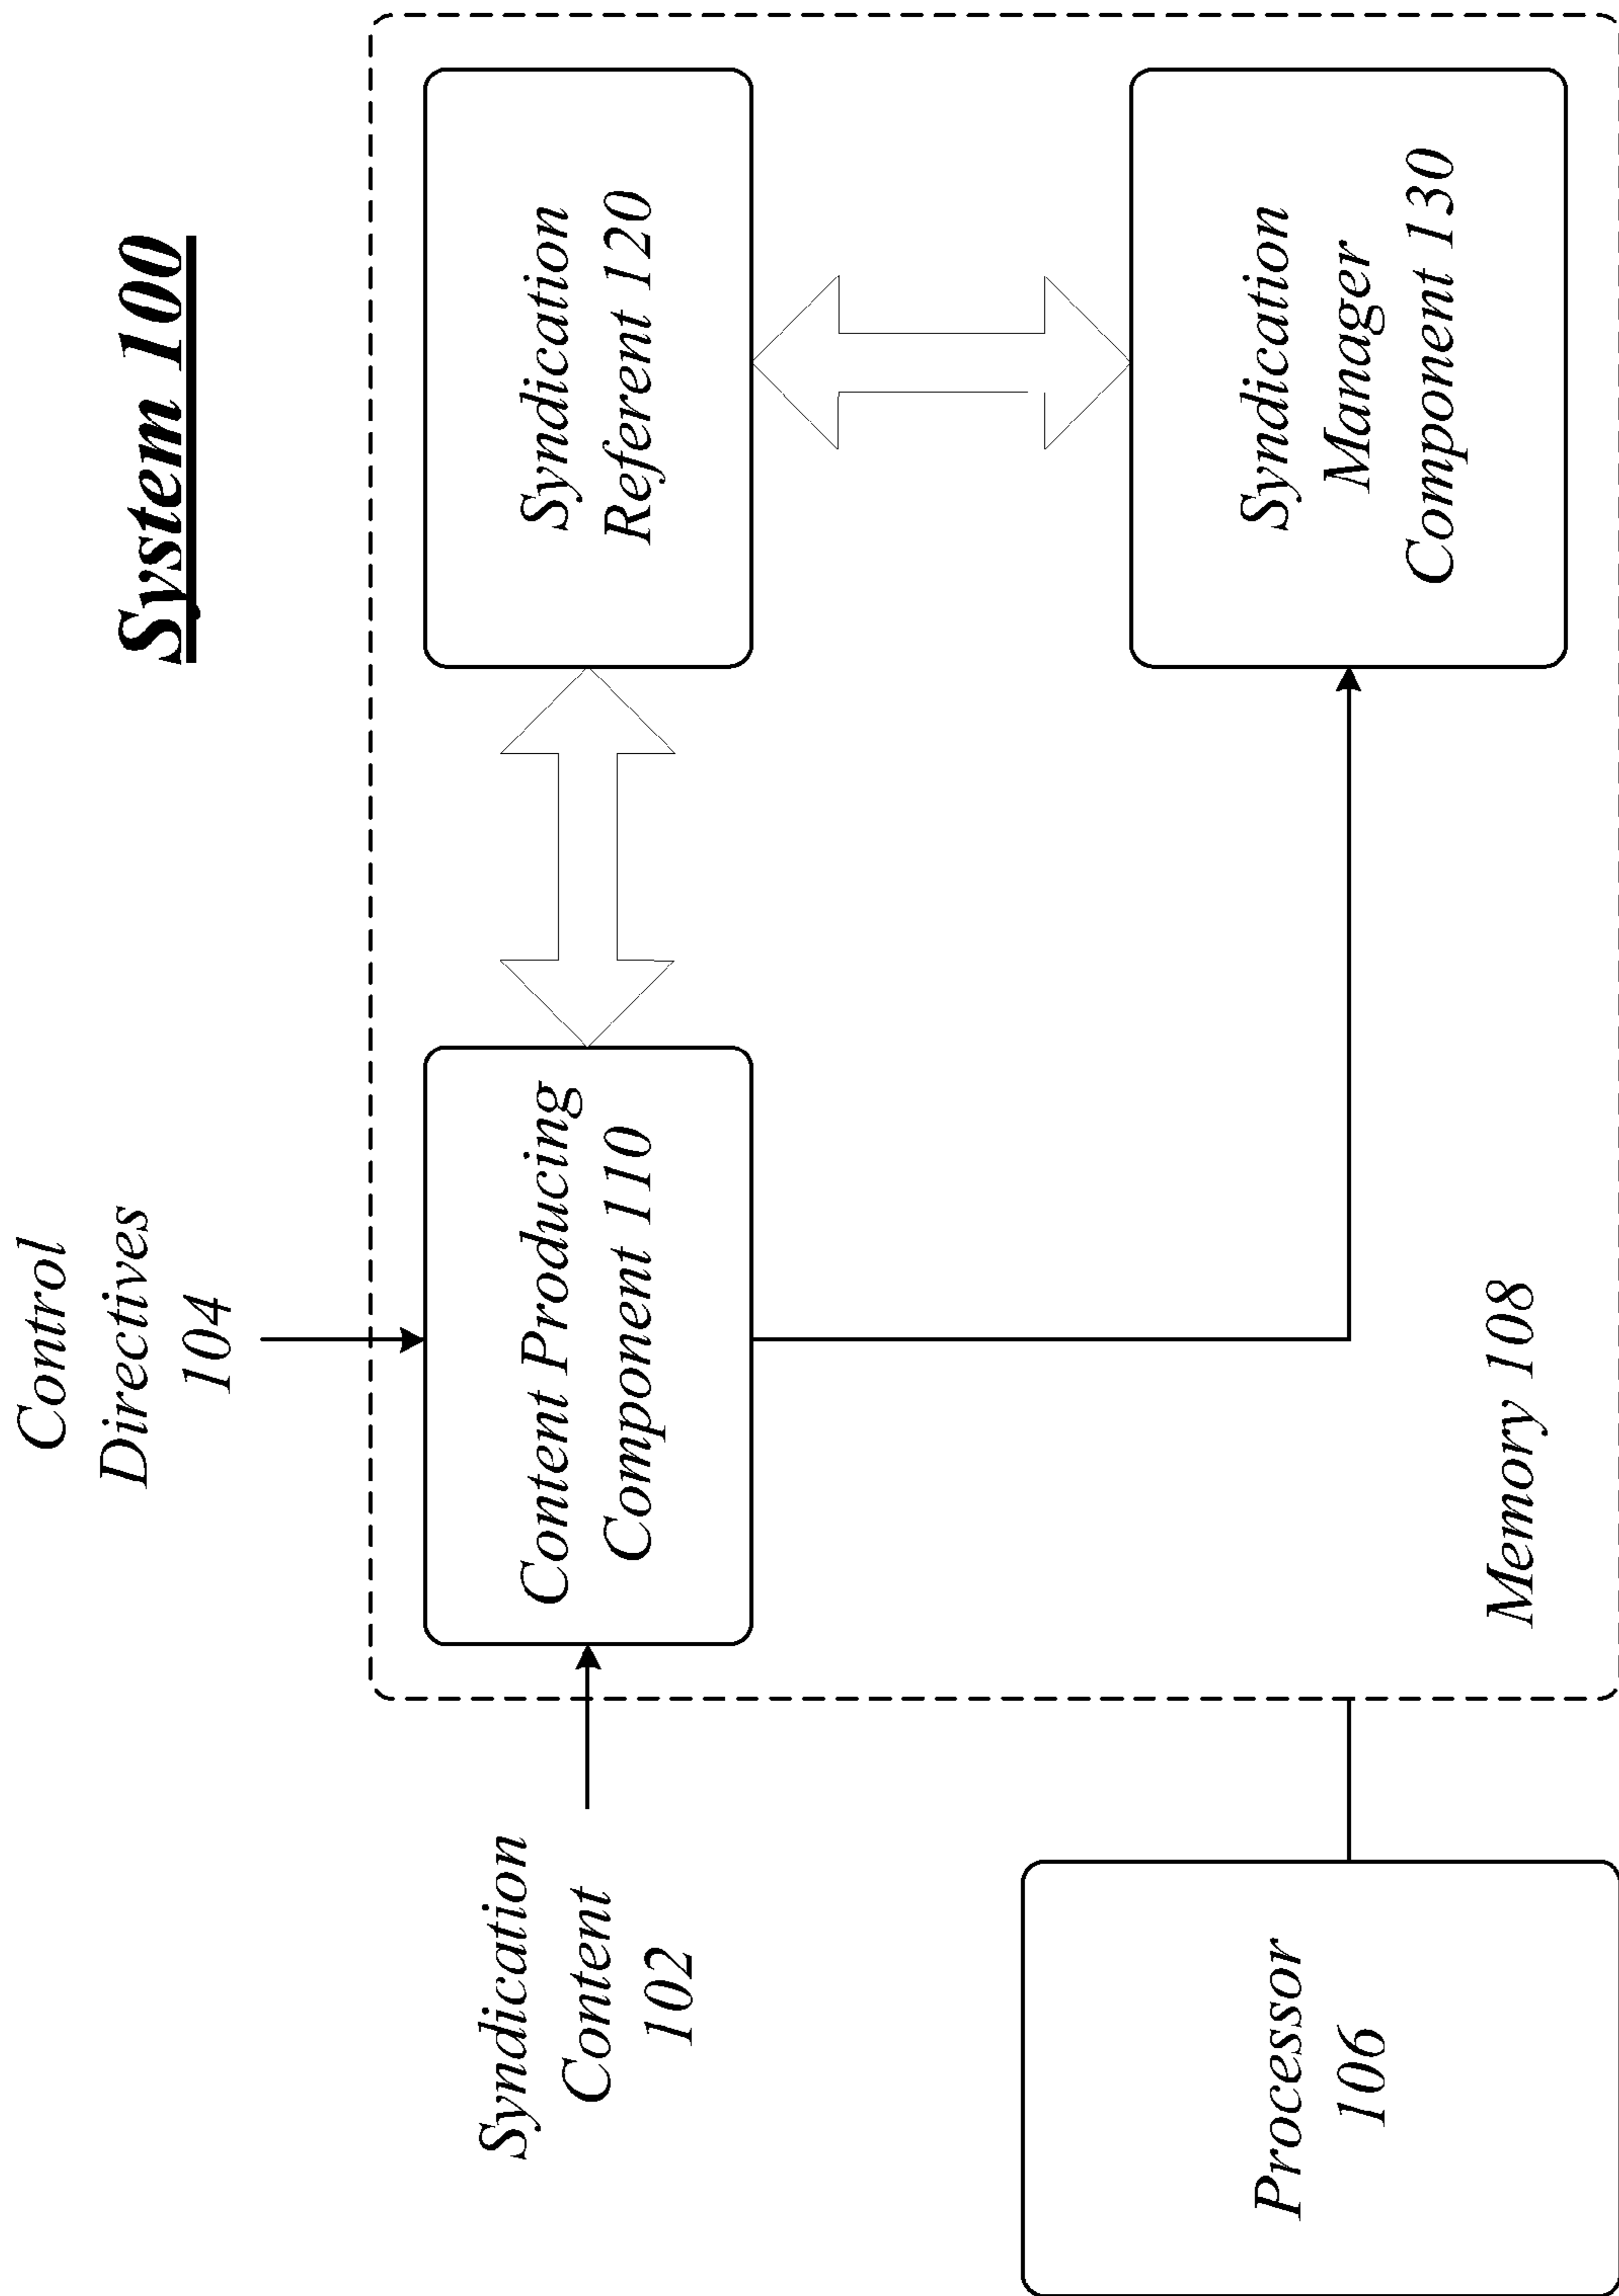 System 100
Control
Directives
104
Syndication
Content
102
Content Producing
Component 110
Syndication
Referent 120
Processor
106
Memory 108
Syndication
Manager
Component 130